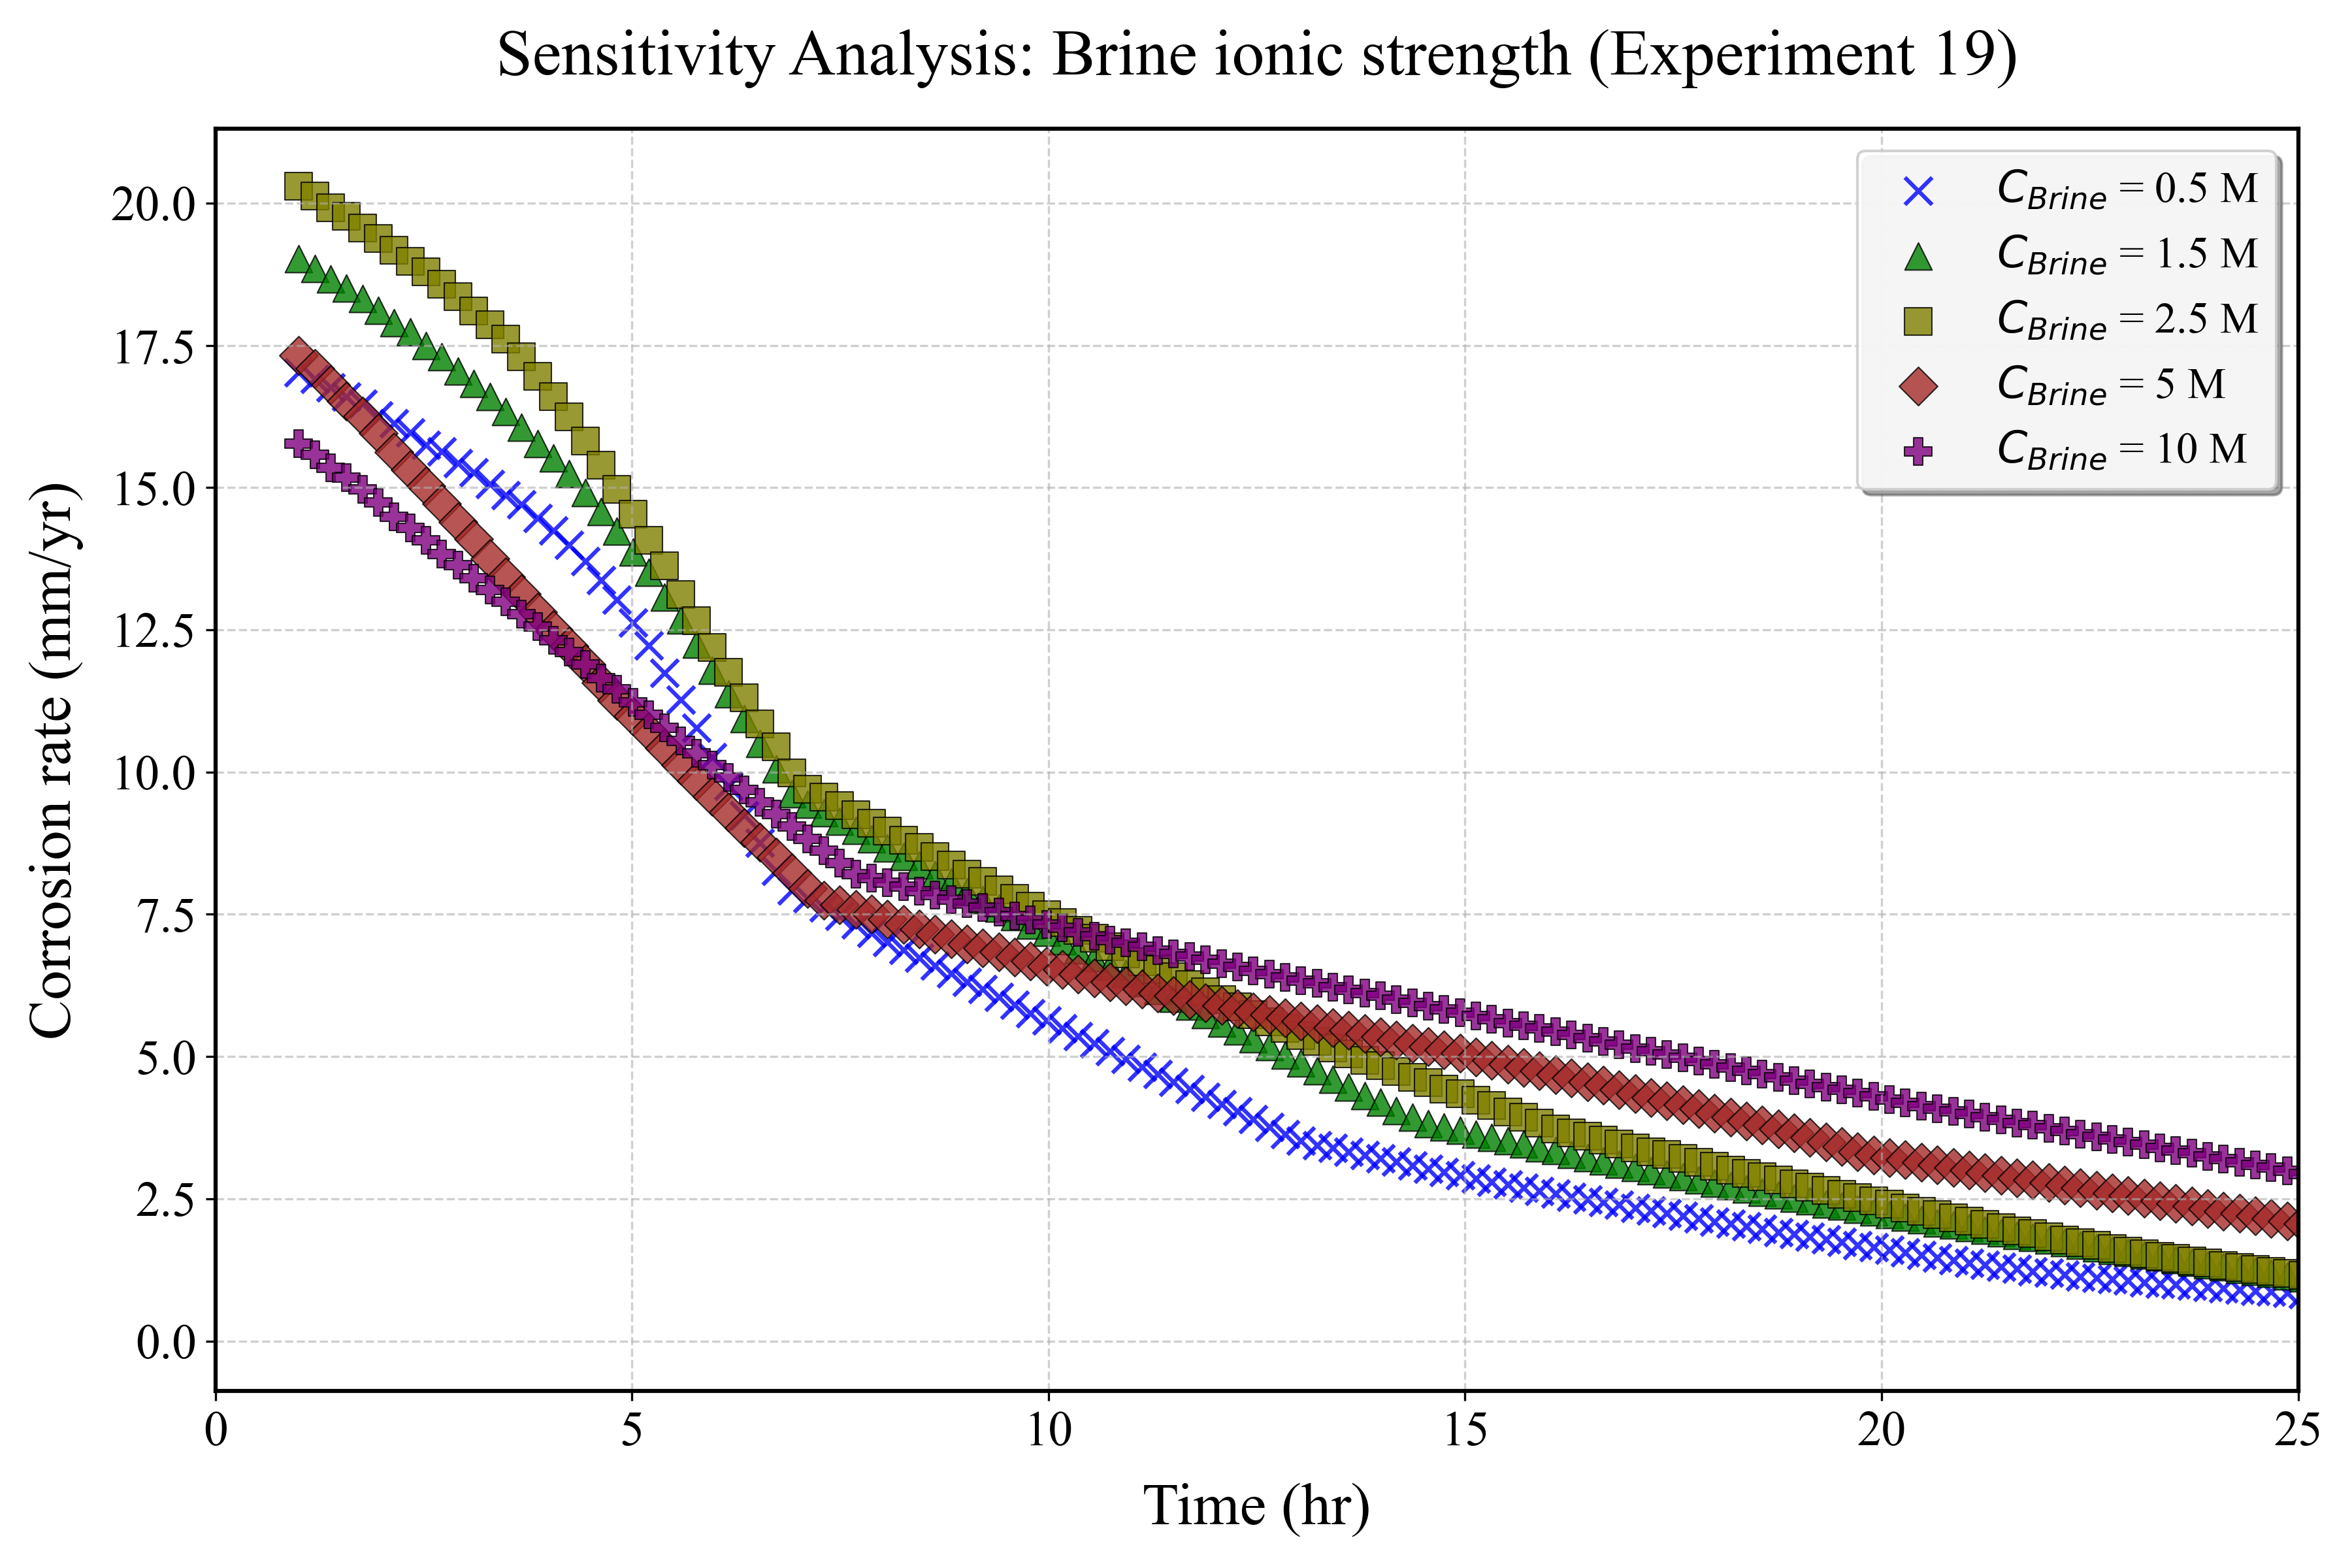 Sensitivity Analysis: Brine ionic strength (Experiment 19)
C_Brine = 0.5 M
C_Brine = 1.5 M
C_Brine = 2.5 M
C_Brine = 5 M
C_Brine = 10 M
Corrosion rate (mm/yr)
20.0
17.5
15.0
12.5
10.0
7.5
5.0
2.5
0.0
0 5 10 15 20 25
Time (hr)